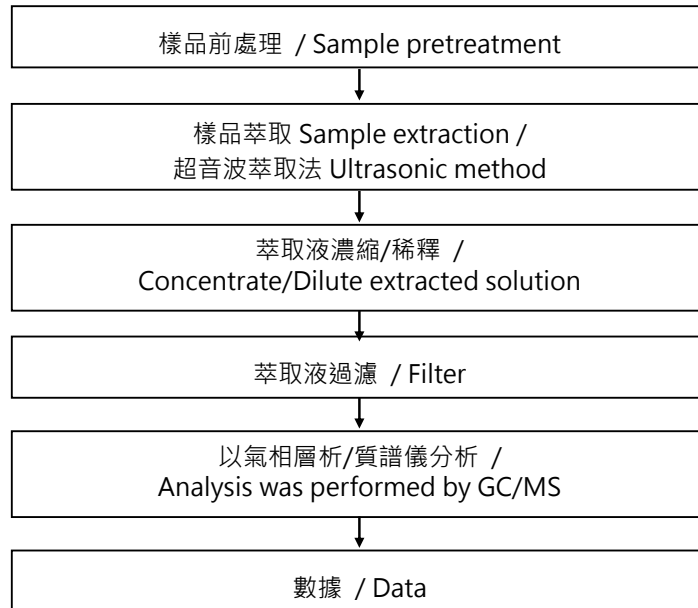 樣品前處理 / Sample pretreatment
樣品萃取 Sample extraction /
超音波萃取法 Ultrasonic method
萃取液濃縮/稀釋 /
Concentrate/Dilute extracted solution
萃取液過濾 / Filter
以氣相層析/質譜儀分析 /
Analysis was performed by GC/MS
數據 / Data